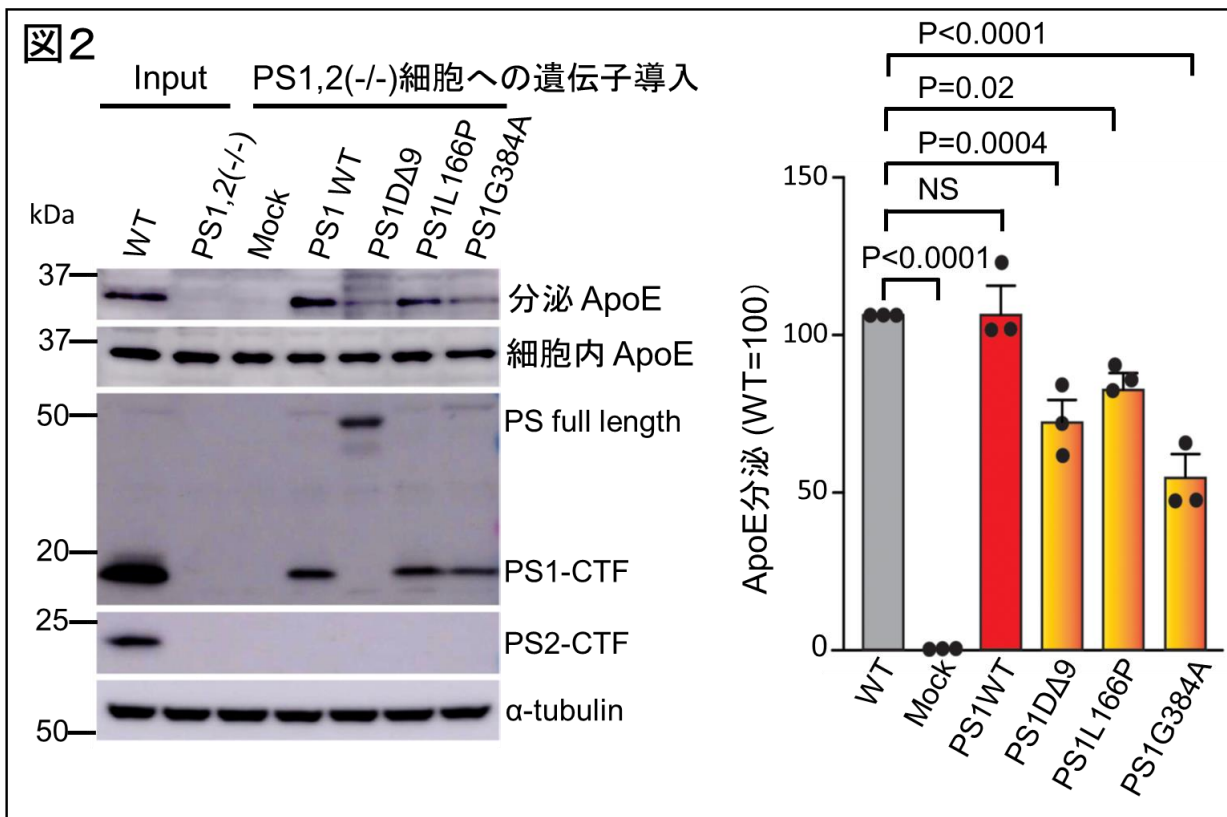 図2
Input
PS1,2(-/-)細胞への遺伝子導入
kDa
WT
PS1,2(-/-)
Mock
PS1 WT
PS1DΔ9
PS1L166P
PS1G384A
37
分泌 ApoE
37
細胞内 ApoE
50
PS full length
20
PS1-CTF
25
PS2-CTF
50
α-tubulin
P<0.0001
P=0.02
P=0.0004
NS
P<0.0001
150
100
50
0
ApoE分泌 (WT=100)
WT
Mock
PS1WT
PS1DΔ9
PS1L166P
PS1G384A